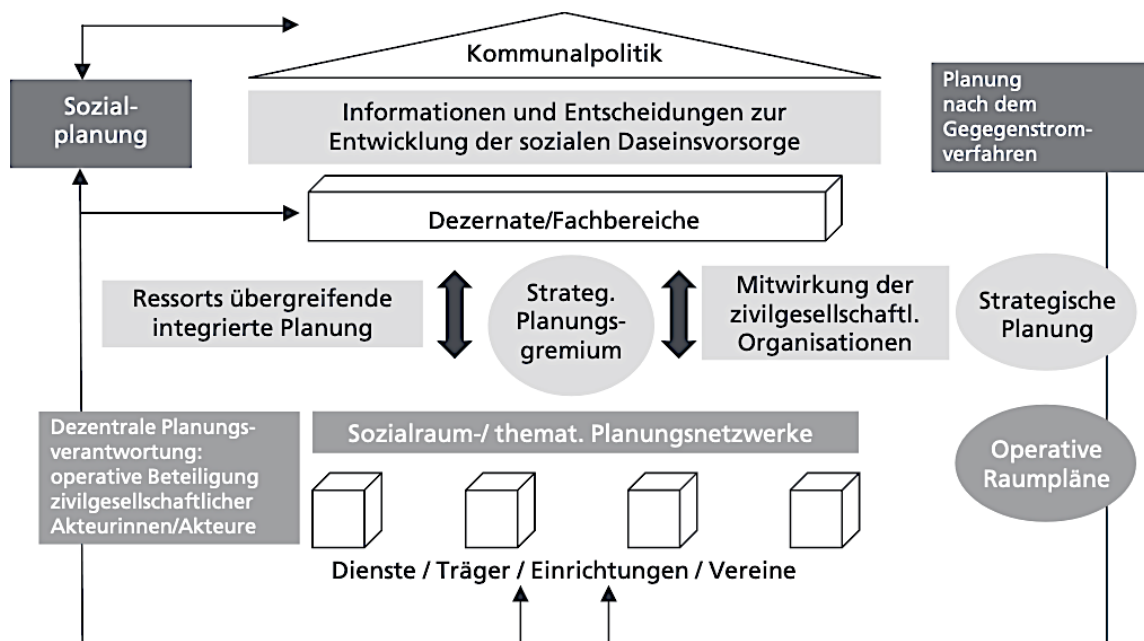 Kommunalpolitik
Sozial-
planung
Informationen und Entscheidungen zur
Entwicklung der sozialen Daseinsvorsorge
Planung
nach dem
Gegegenstrom-
verfahren
Dezernate/Fachbereiche
Ressorts übergreifende
integrierte Planung
Strateg.
Planungs-
gremium
Mitwirkung der
zivilgesellschaftl.
Organisationen
Strategische
Planung
Dezentrale Planungs-
verantwortung:
operative Beteiligung
zivilgesellschaftlicher
Akteurinnen/Akteure
Sozialraum-/ themat. Planungsnetzwerke
Operative
Raumpläne
Dienste / Träger / Einrichtungen / Vereine